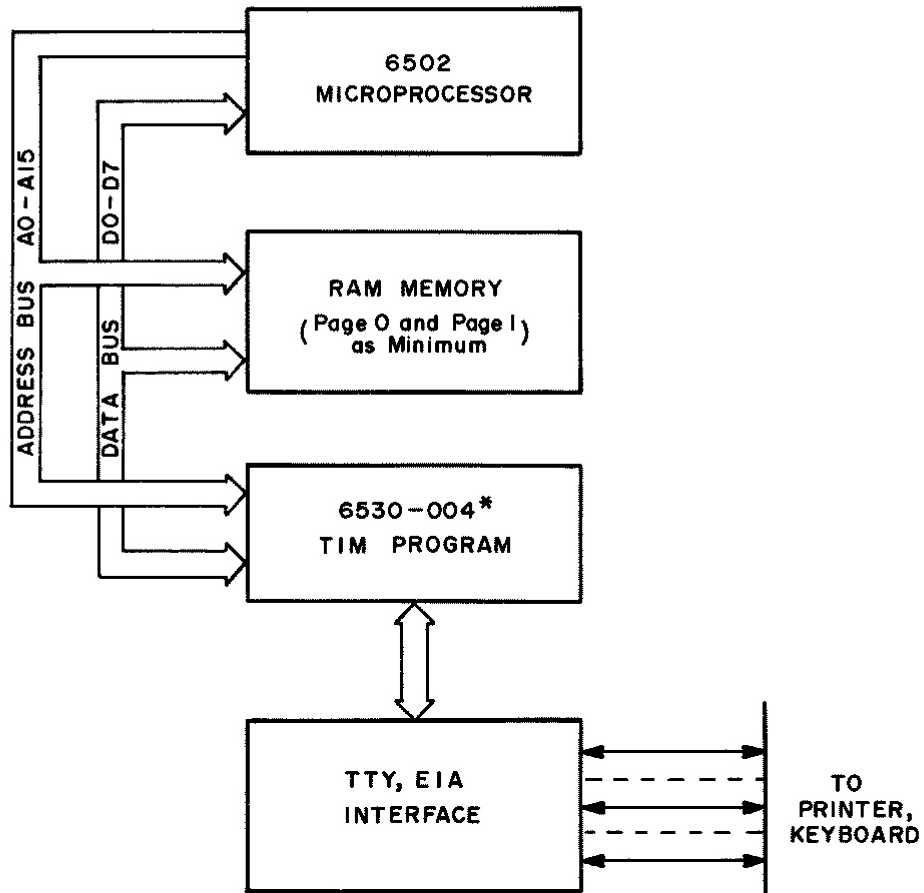 6502
MICROPROCESSOR
ADDRESS BUS A0-A15
DATA BUS D0-D7
RAM MEMORY
(Page 0 and Page 1)
as Minimum
6530-004*
TIM PROGRAM
TTY, EIA
INTERFACE
TO
PRINTER,
KEYBOARD